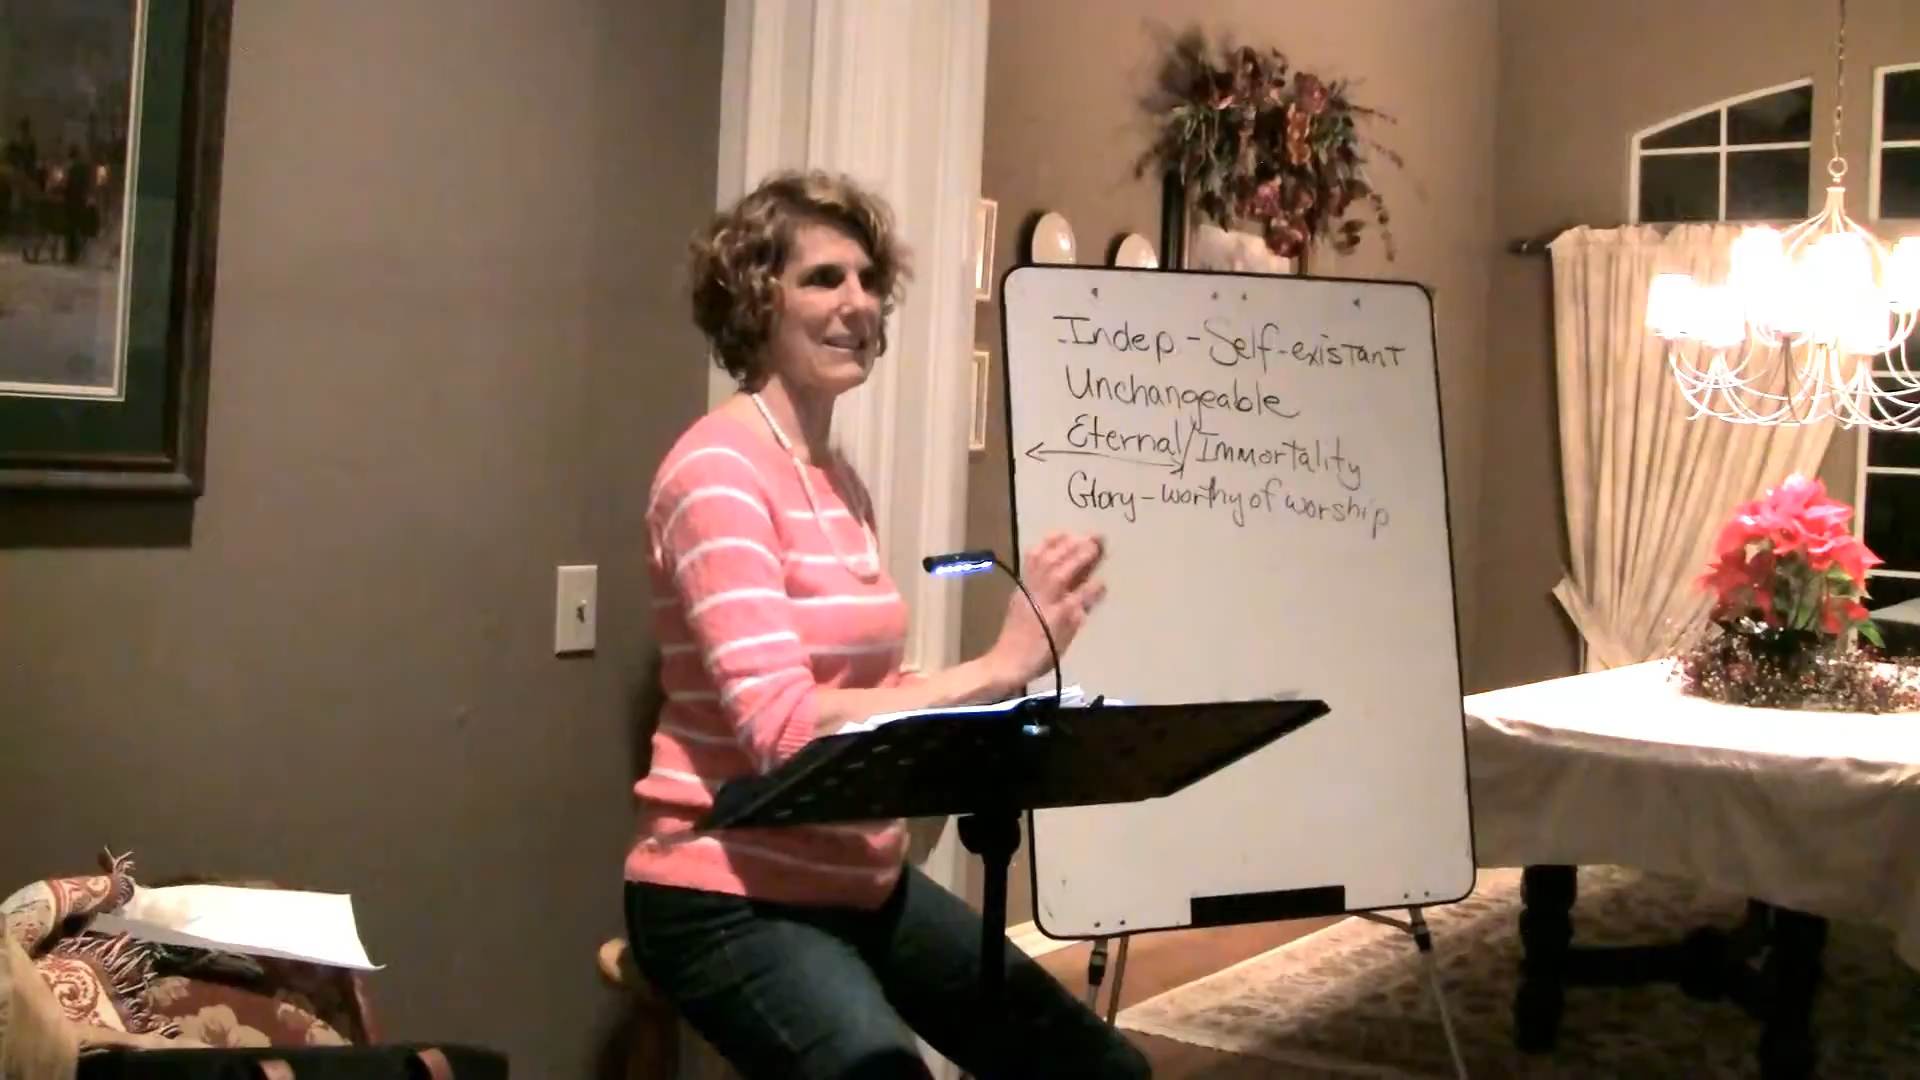 Indep. - Self-existant
Unchangeable
Eternal/Immortality
Glory - worthy of worship